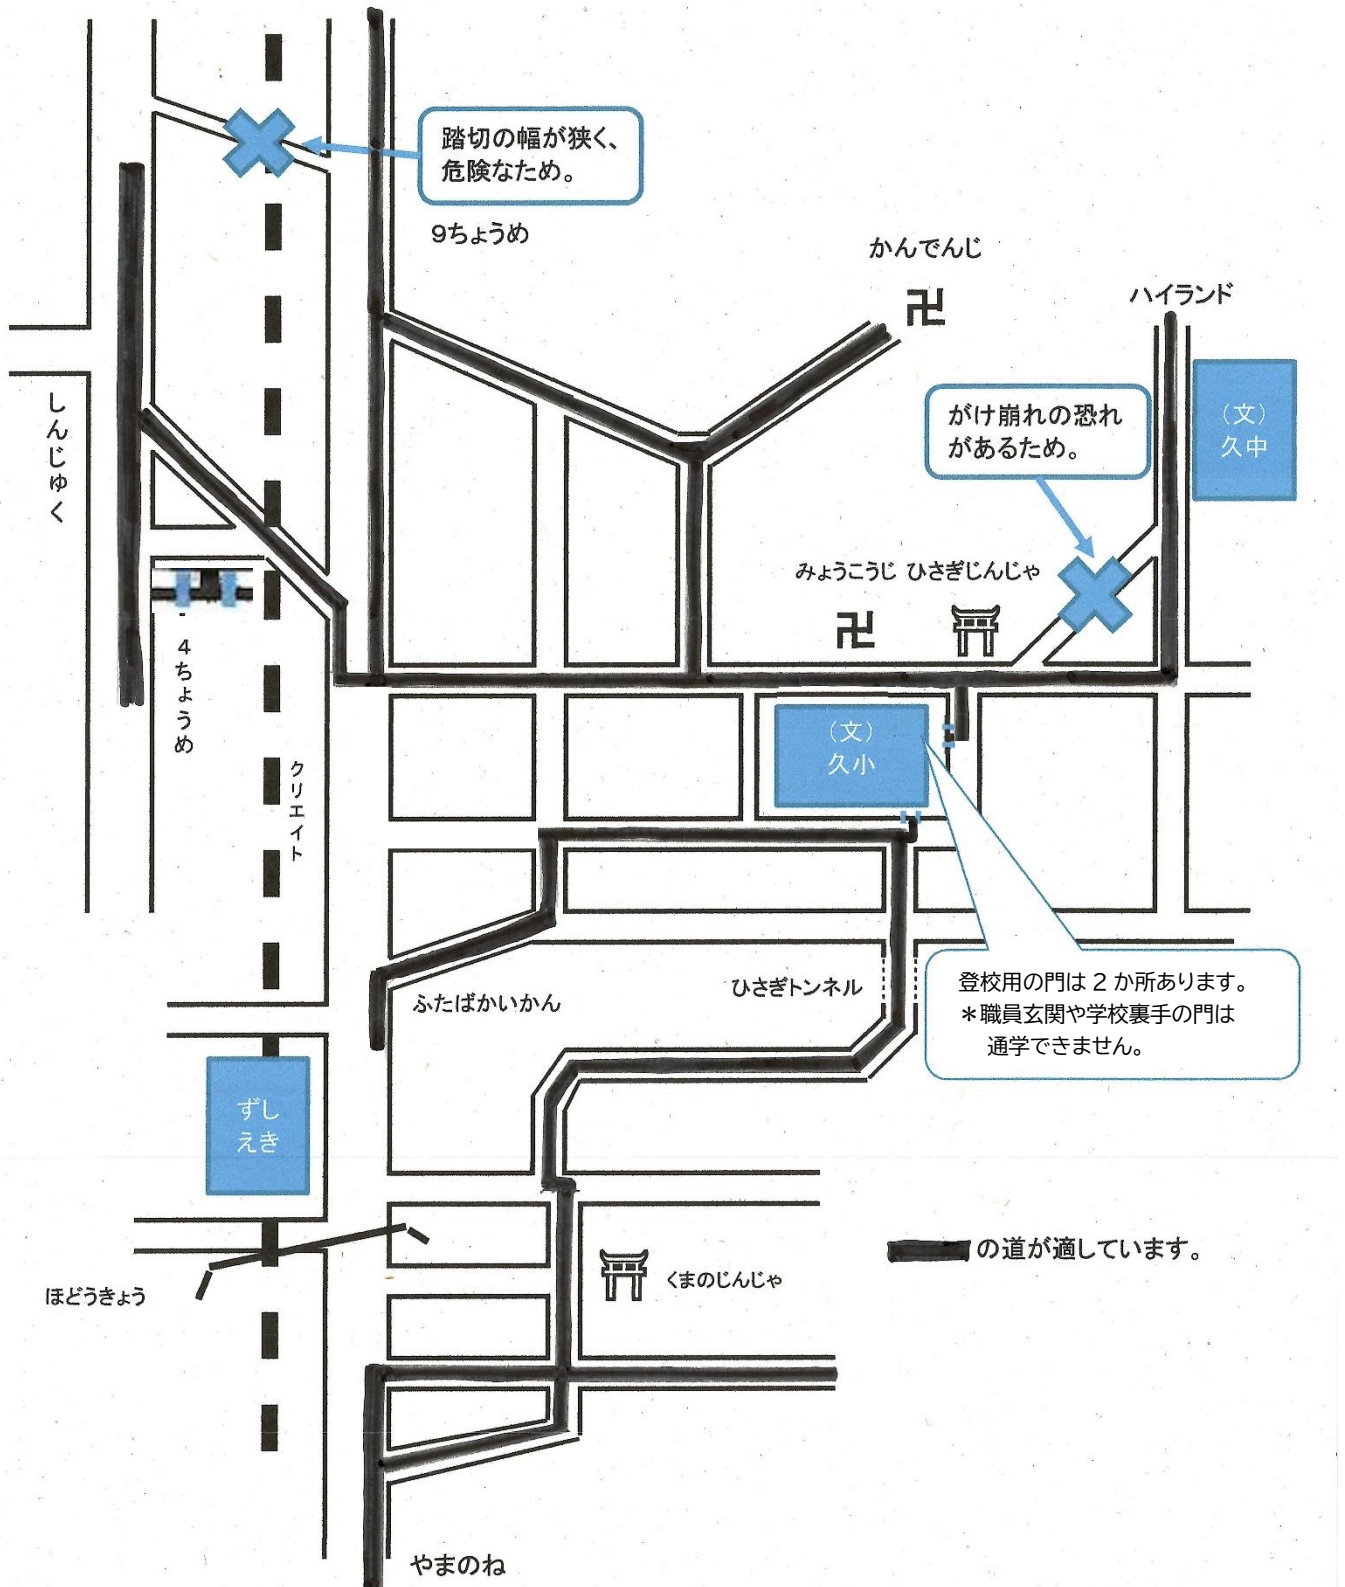 踏切の幅が狭く、
危険なため。
9ちょうめ
かんでんじ
卍
ハイランド
(文)
久中
がけ崩れの恐れ
があるため。
しんじゅく
みょうこうじ ひさぎじんじゃ
卍
4ちょうめ
クリエイト
(文)
久小
登校用の門は2か所あります。
*職員玄関や学校裏手の門は
通学できません。
ふたばかいかん
ひさぎトンネル
ずし
えき
ほどうきょう
くまのじんじゃ
の道が適しています。
やまのね